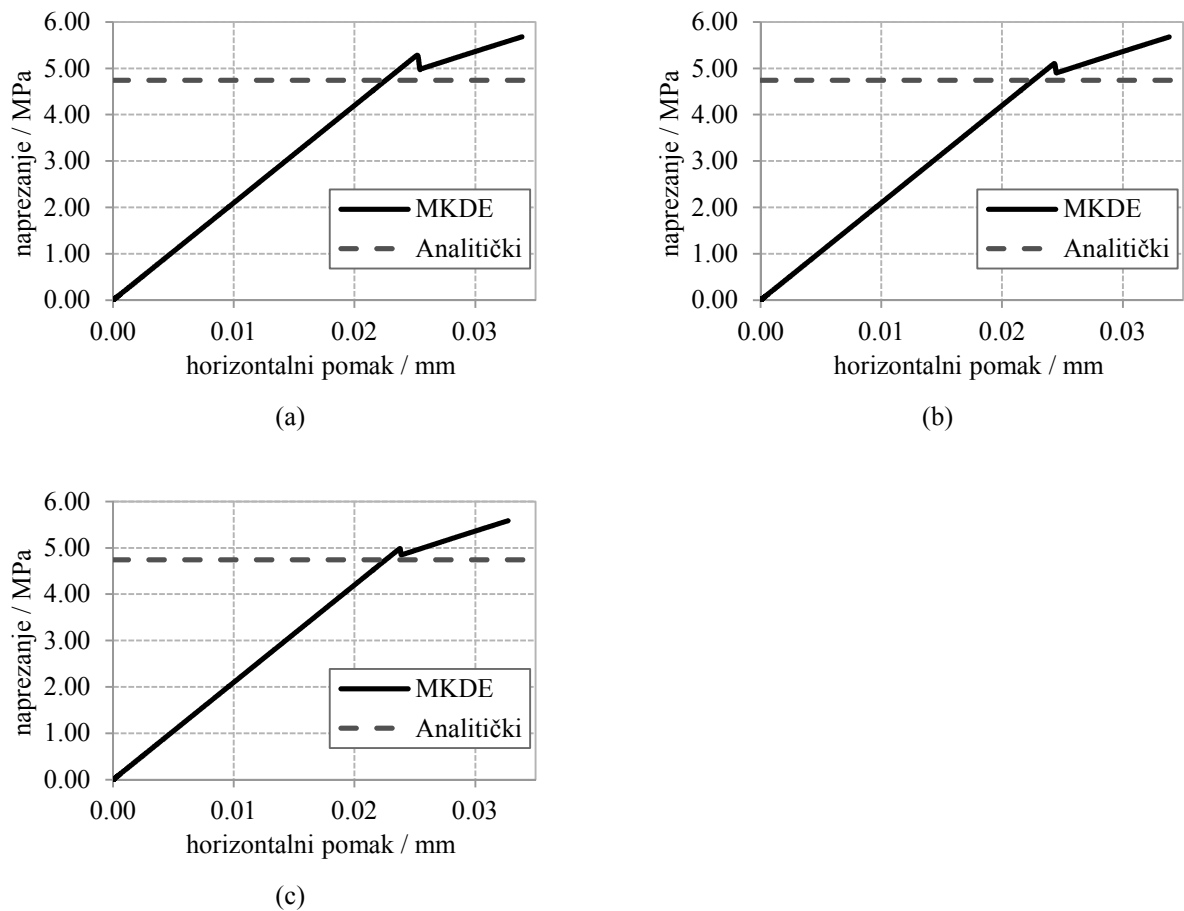 naprezanje / MPa
6.00
5.00
4.00
3.00
2.00
1.00
0.00
MKDE
Analitički
0.00 0.01 0.02 0.03
horizontalni pomak / mm
(a)
naprezanje / MPa
6.00
5.00
4.00
3.00
2.00
1.00
0.00
MKDE
Analitički
0.00 0.01 0.02 0.03
horizontalni pomak / mm
(b)
naprezanje / MPa
6.00
5.00
4.00
3.00
2.00
1.00
0.00
MKDE
Analitički
0.00 0.01 0.02 0.03
horizontalni pomak / mm
(c)